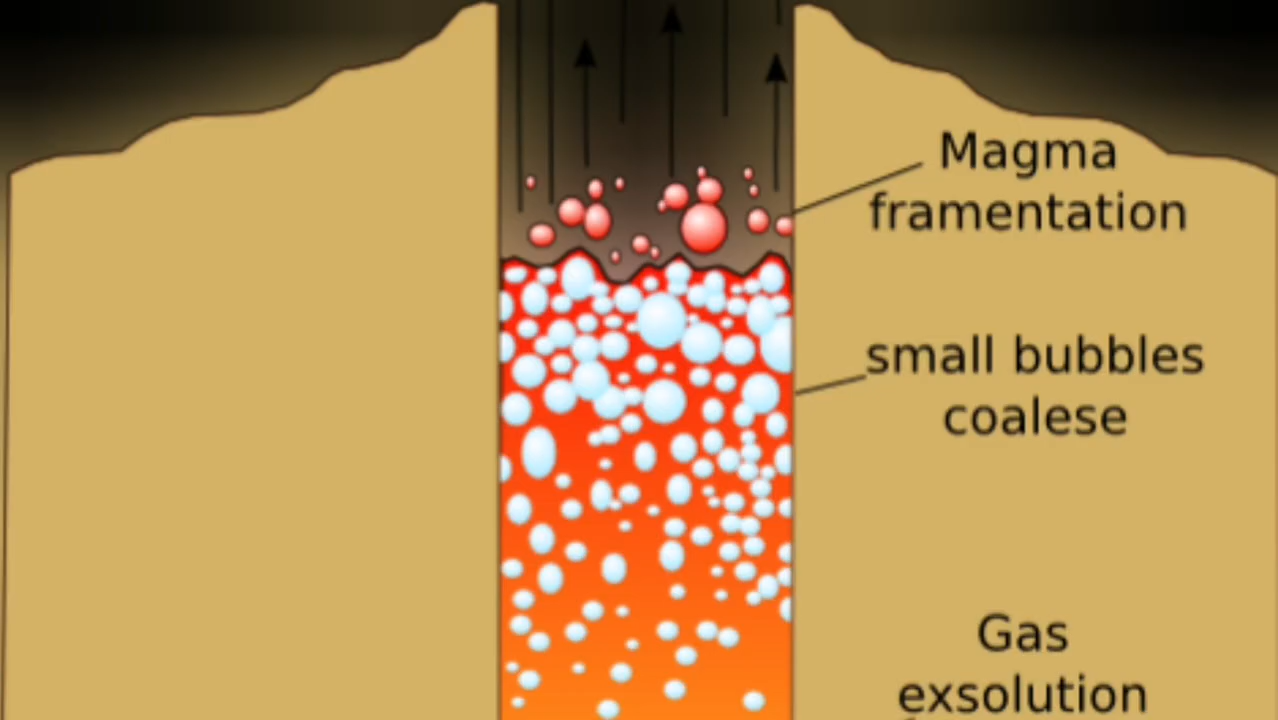 Magma
framentation
small bubbles
coalese
Gas
exsolution